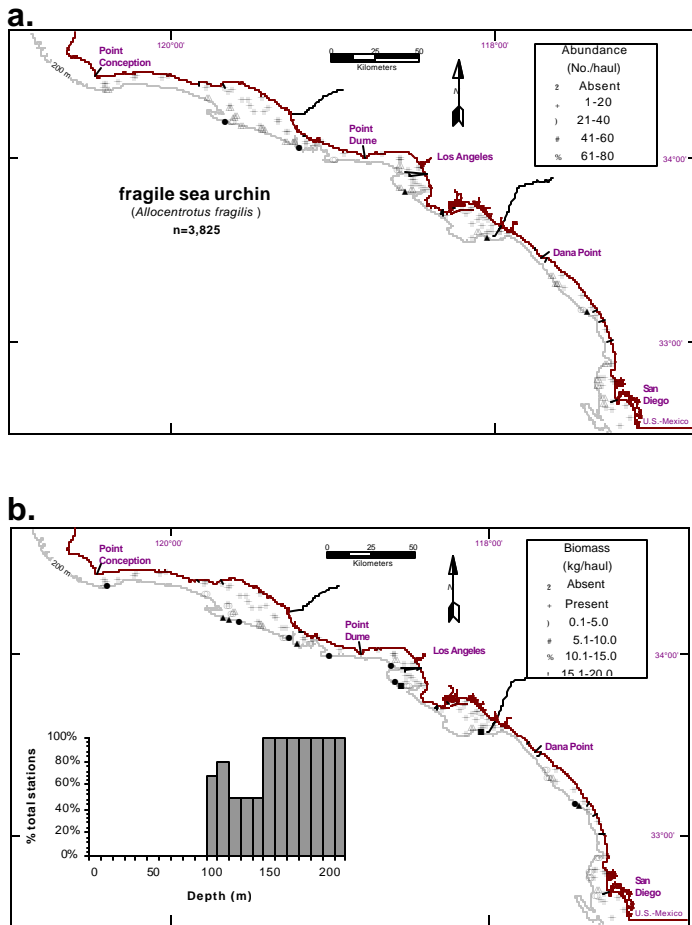 a.
Point
Conception
120°00'
118°00'
0 25 50
Kilometers
200 m
N
Abundance
(No./haul)
2 Absent
+ 1-20
) 21-40
# 41-60
% 61-80
Point
Dume
Los Angeles
34°00'
fragile sea urchin
(Allocentrotus fragilis )
n=3,825
Dana Point
33°00'
San
Diego
U.S.-Mexico
b.
Point
Conception
120°00'
118°00'
0 25 50
Kilometers
200 m
N
Biomass
(kg/haul)
2 Absent
+ Present
) 0.1-5.0
# 5.1-10.0
% 10.1-15.0
! 15.1-20.0
Point
Dume
Los Angeles
34°00'
Dana Point
33°00'
San
Diego
U.S.-Mexico
% total stations
100%
80%
60%
40%
20%
0%
0 50 100 150 200
Depth (m)